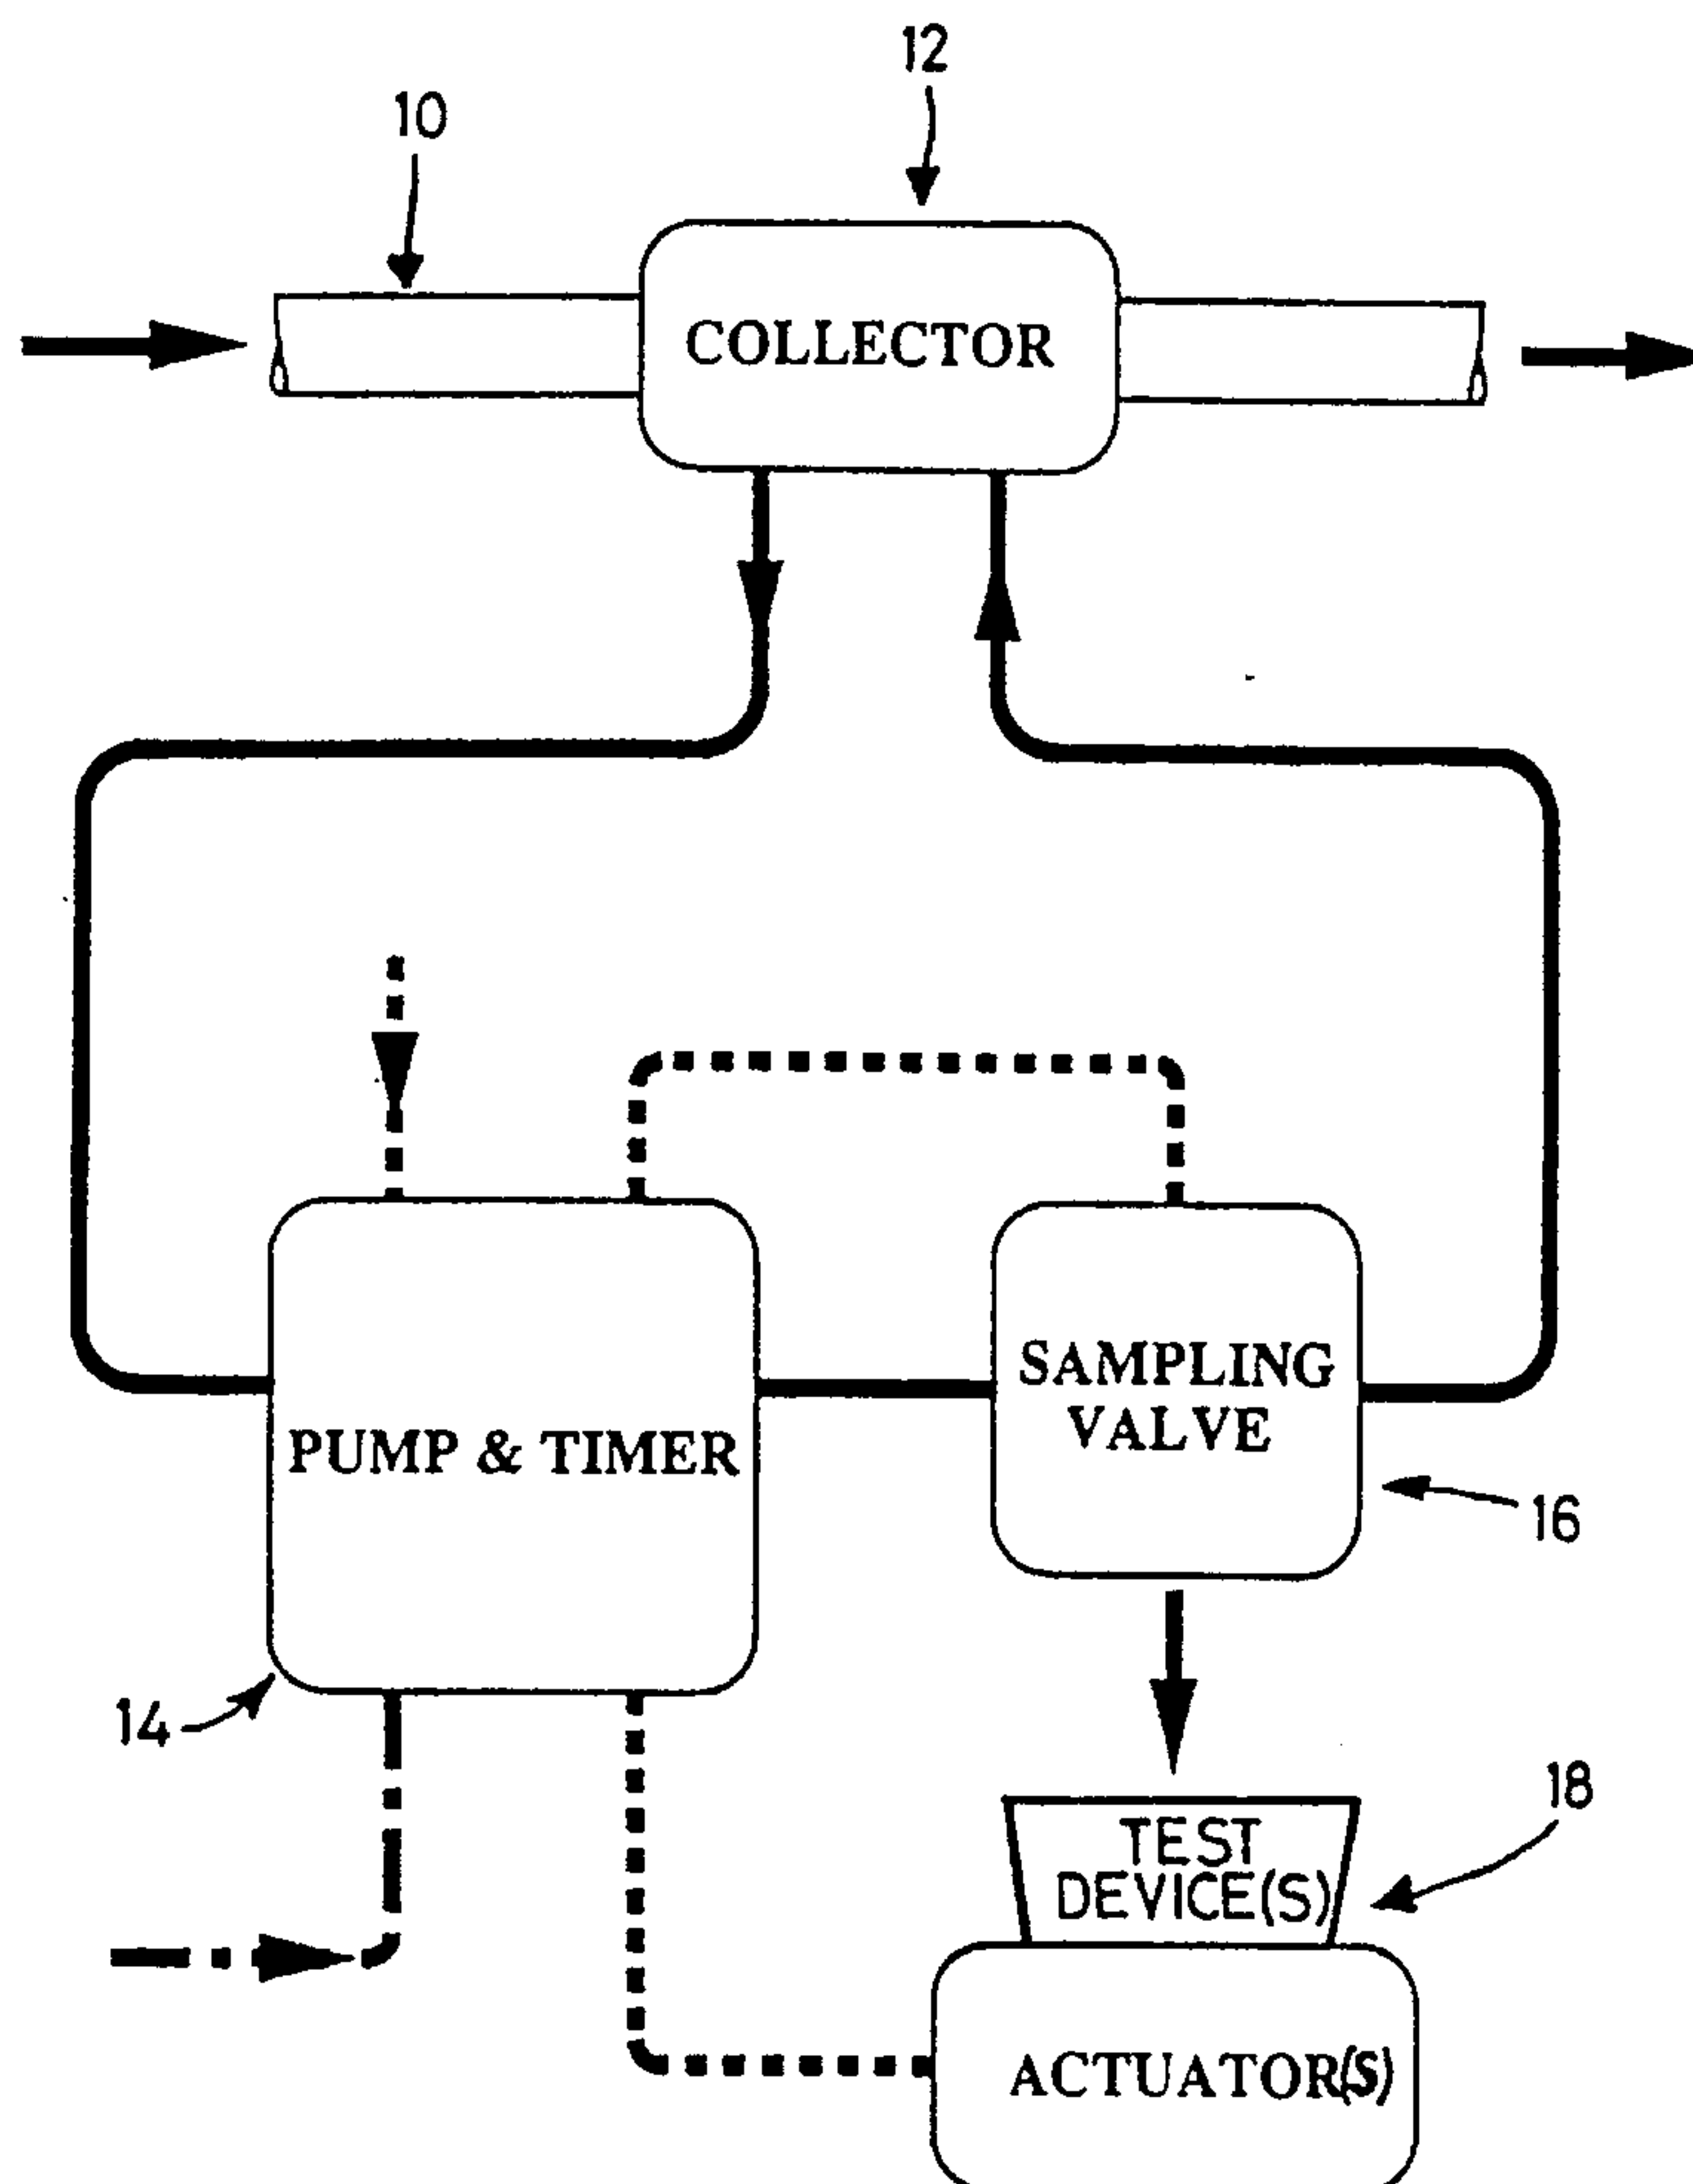 12
10
COLLECTOR
SAMPLING
VALVE
PUMP & TIMER
16
14
18
TEST
DEVICE(S)
ACTUATOR(S)